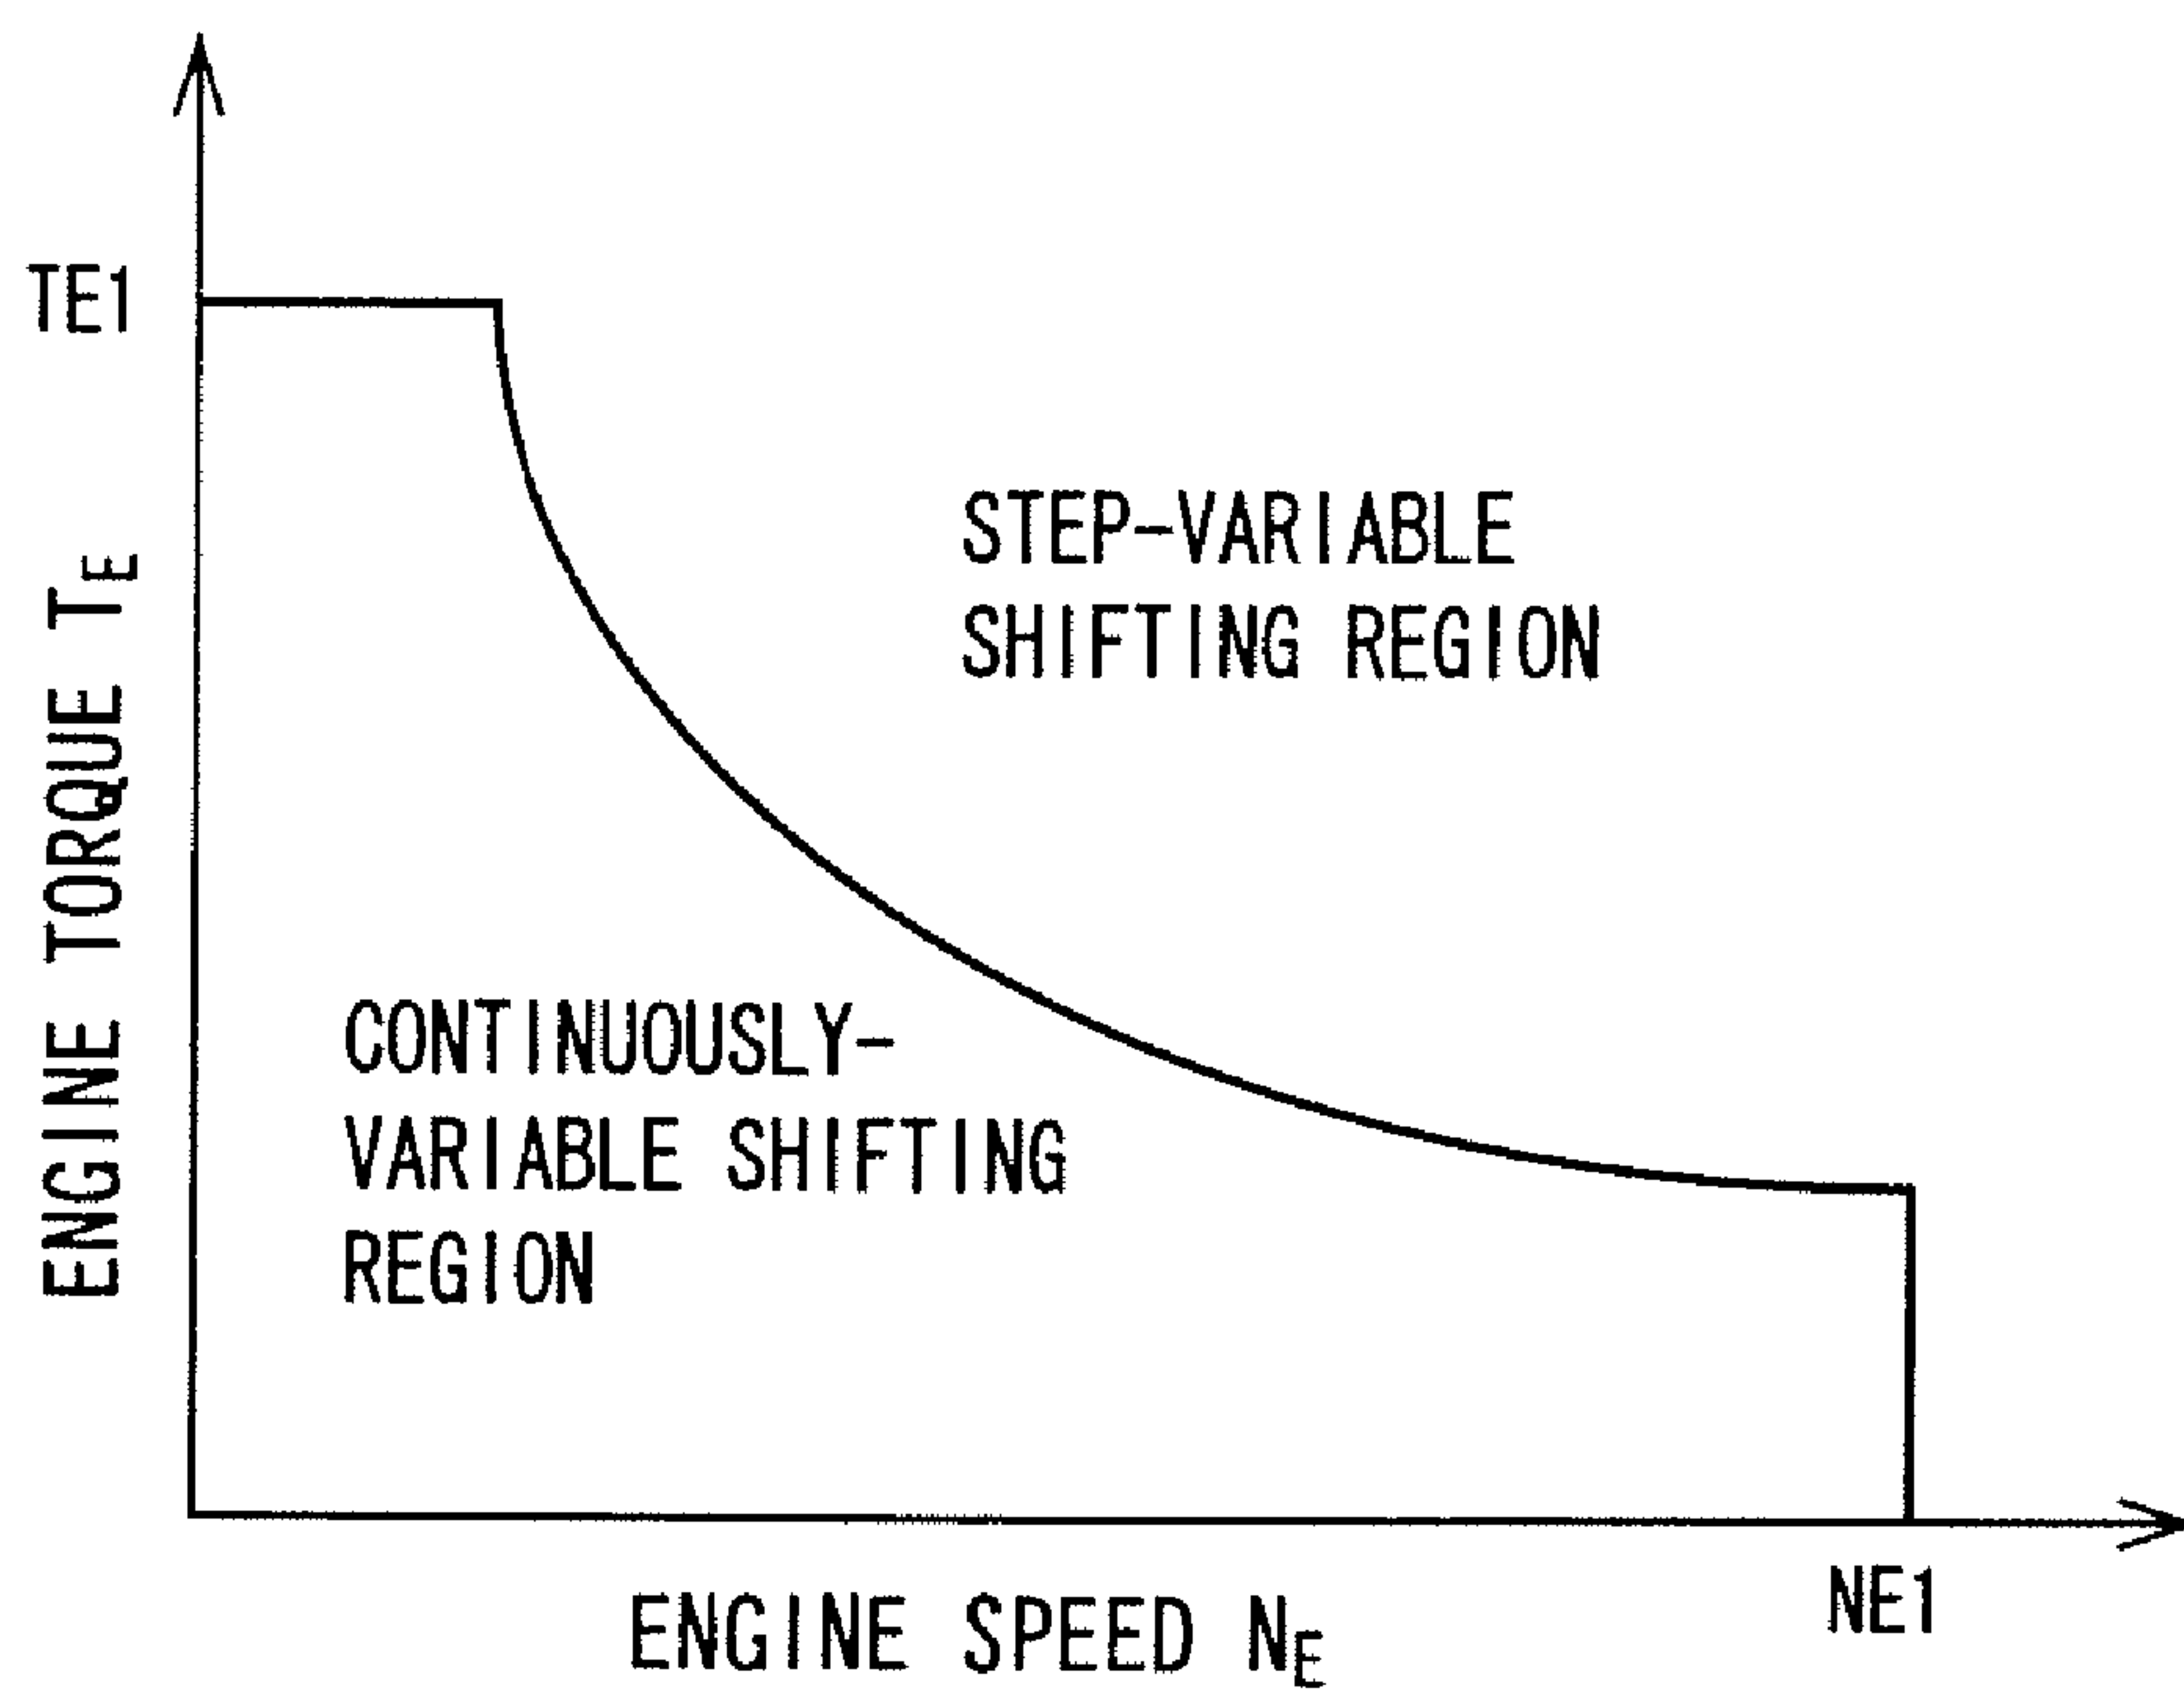 TE1
ENGINE TORQUE TE
STEP-VARIABLE
SHIFTING REGION
CONTINUOUSLY-
VARIABLE SHIFTING
REGION
NE1
ENGINE SPEED NE